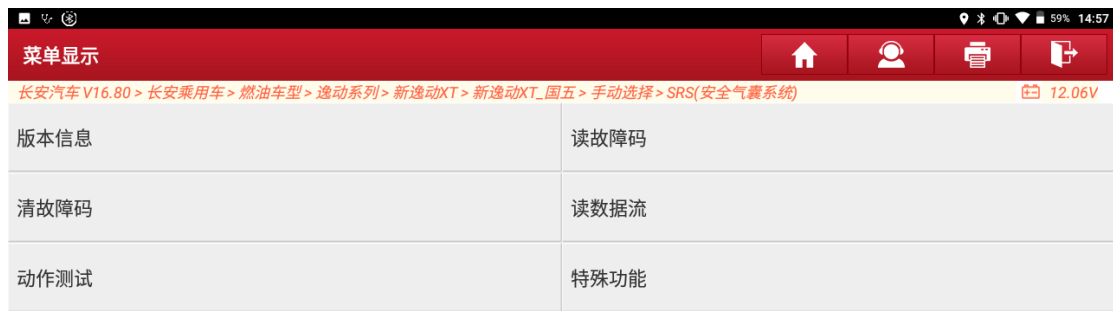 59% 14:57
菜单显示
长安汽车 V16.80 > 长安乘用车 > 燃油车型 > 逸动系列 > 新逸动XT > 新逸动XT_国五 > 手动选择 > SRS(安全气囊系统) 12.06V
版本信息 读故障码
清故障码 读数据流
动作测试 特殊功能